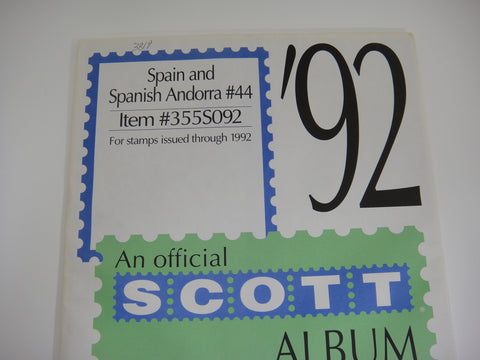 Spain and
Spanish Andorra #44
Item #355S092
For stamps issued through 1992
'92
An official
SCOTT
ALBUM